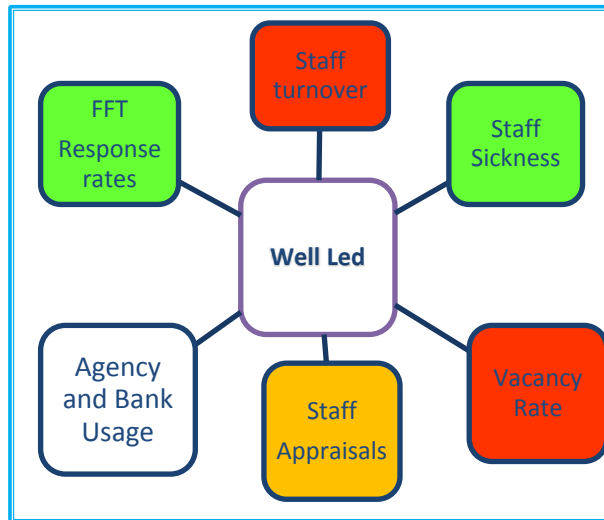 Staff
turnover
FFT
Response
rates
Staff
Sickness
Well Led
Agency
and Bank
Usage
Staff
Appraisals
Vacancy
Rate